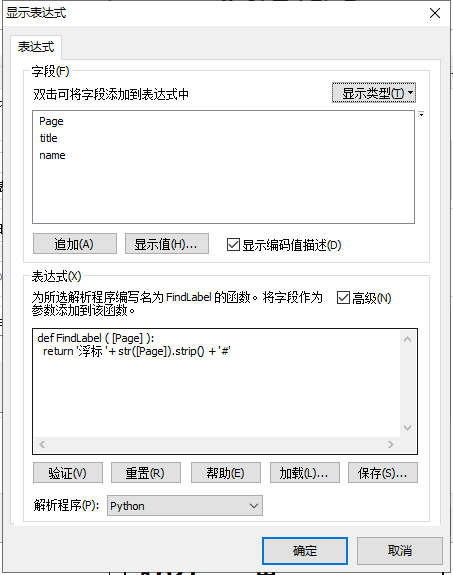 显示表达式
表达式
字段(F)
双击可将字段添加到表达式中
显示类型(T)
Page
title
name
追加(A)
显示值(H)...
显示编码值描述(D)
表达式(X)
为所选解析程序编写名为 FindLabel 的函数。将字段作为
参数添加到该函数。
高级(N)
def FindLabel ( [Page] ):
  return '浮标 '+ str([Page]).strip() + '#'
验证(V)
重置(R)
帮助(E)
加载(L)...
保存(S)...
解析程序(P):
Python
确定
取消